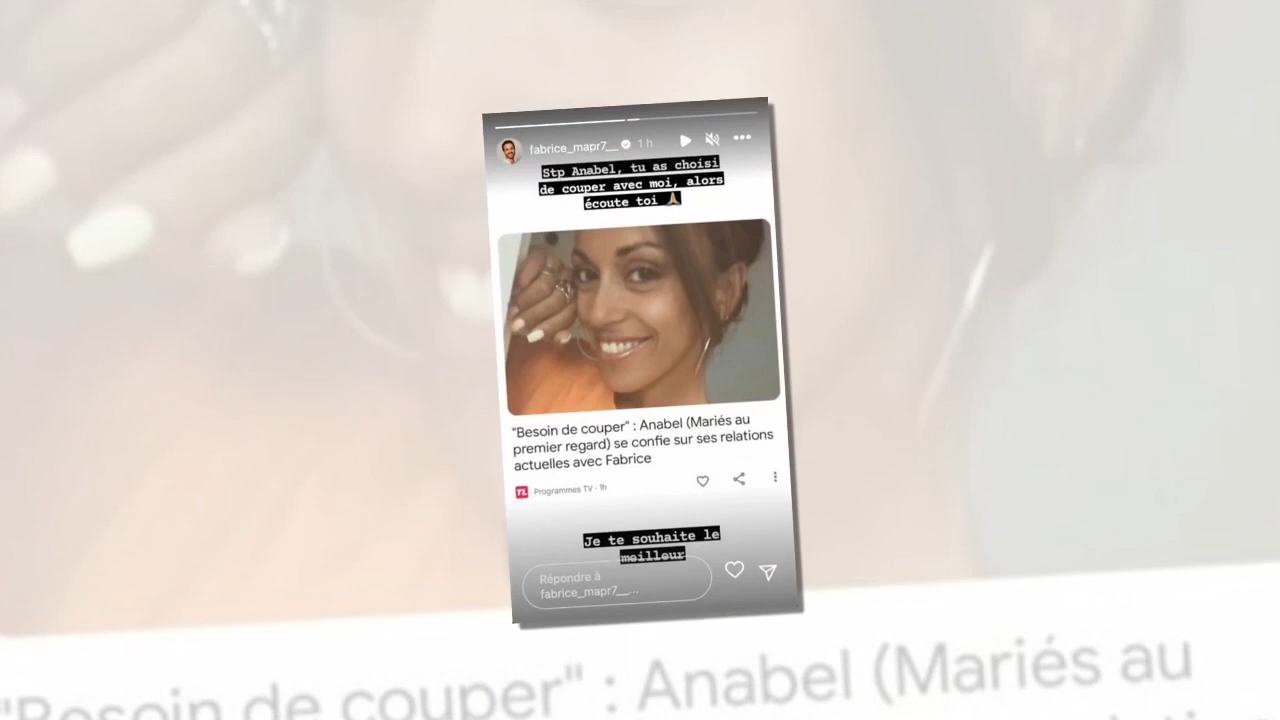 fabrice_mapr7__ 1 h
Stp Anabel, tu as choisi
de couper avec moi, alors
écoute toi 🙏
"Besoin de couper" : Anabel (Mariés au
premier regard) se confie sur ses relations
actuelles avec Fabrice
TL Programmes TV · 1h
Je te souhaite le
meilleur
Répondre à
fabrice_mapr7__...
"Besoin de couper" : Anabel (Mariés au